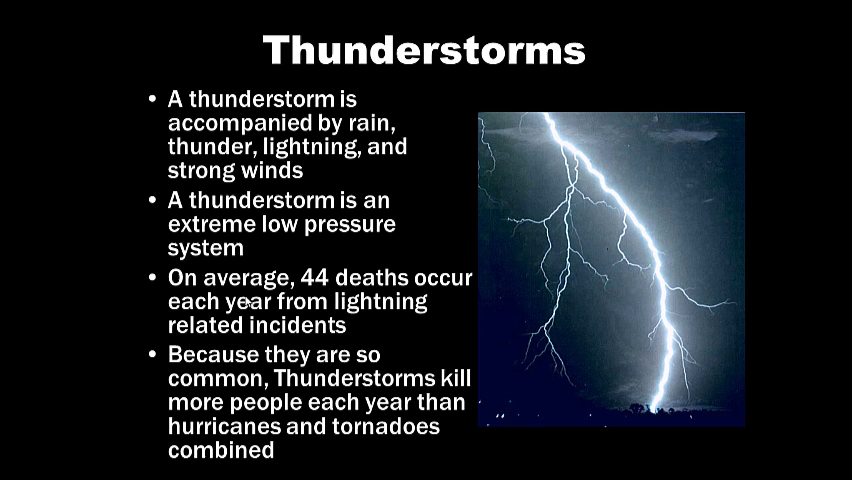 Thunderstorms
• A thunderstorm is
accompanied by rain,
thunder, lightning, and
strong winds
• A thunderstorm is an
extreme low pressure
system
• On average, 44 deaths occur
each year from lightning
related incidents
• Because they are so
common, Thunderstorms kill
more people each year than
hurricanes and tornadoes
combined